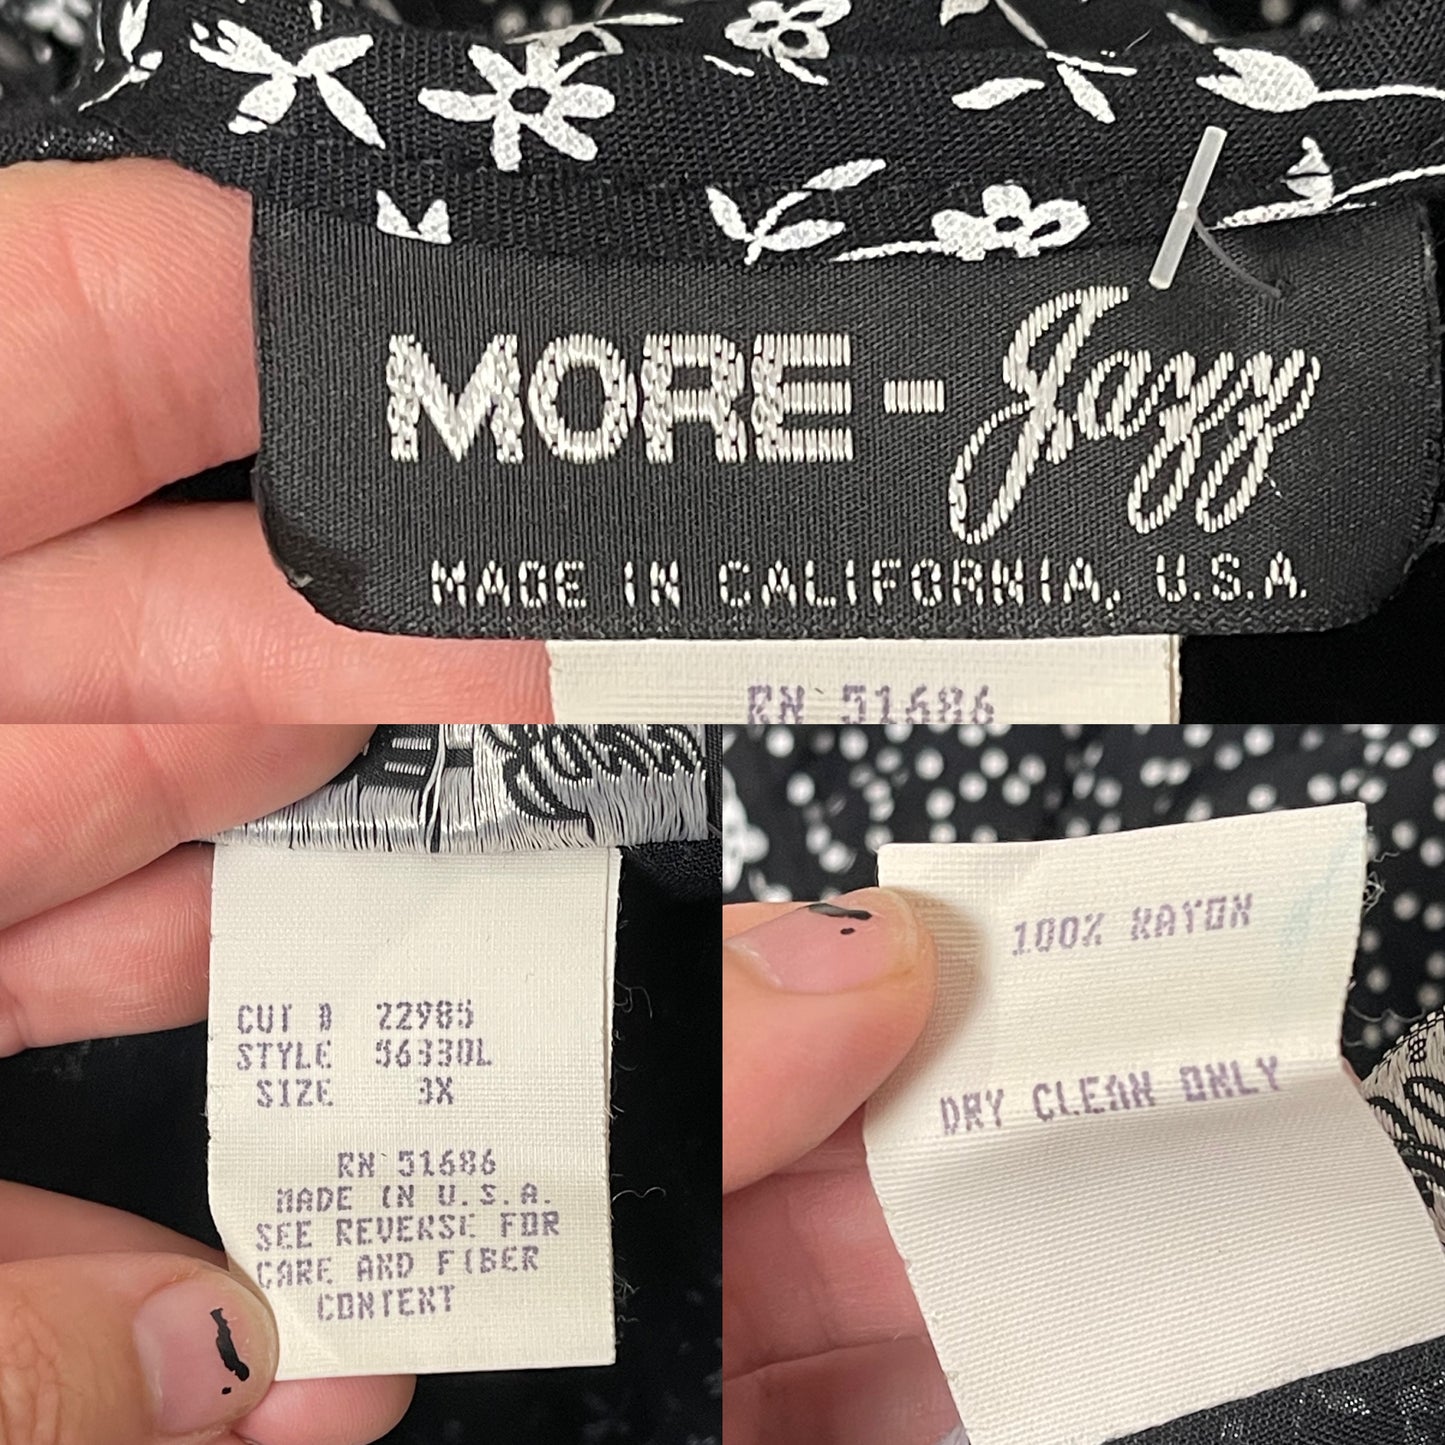 MORE-Jazz
MADE IN CALIFORNIA, U.S.A.
RN 51686
CUT # 22985
STYLE 56330L
SIZE 3X
RN 51686
MADE IN U.S.A.
SEE REVERSE FOR
CARE AND FIBER
CONTENT
100% RAYON
DRY CLEAN ONLY